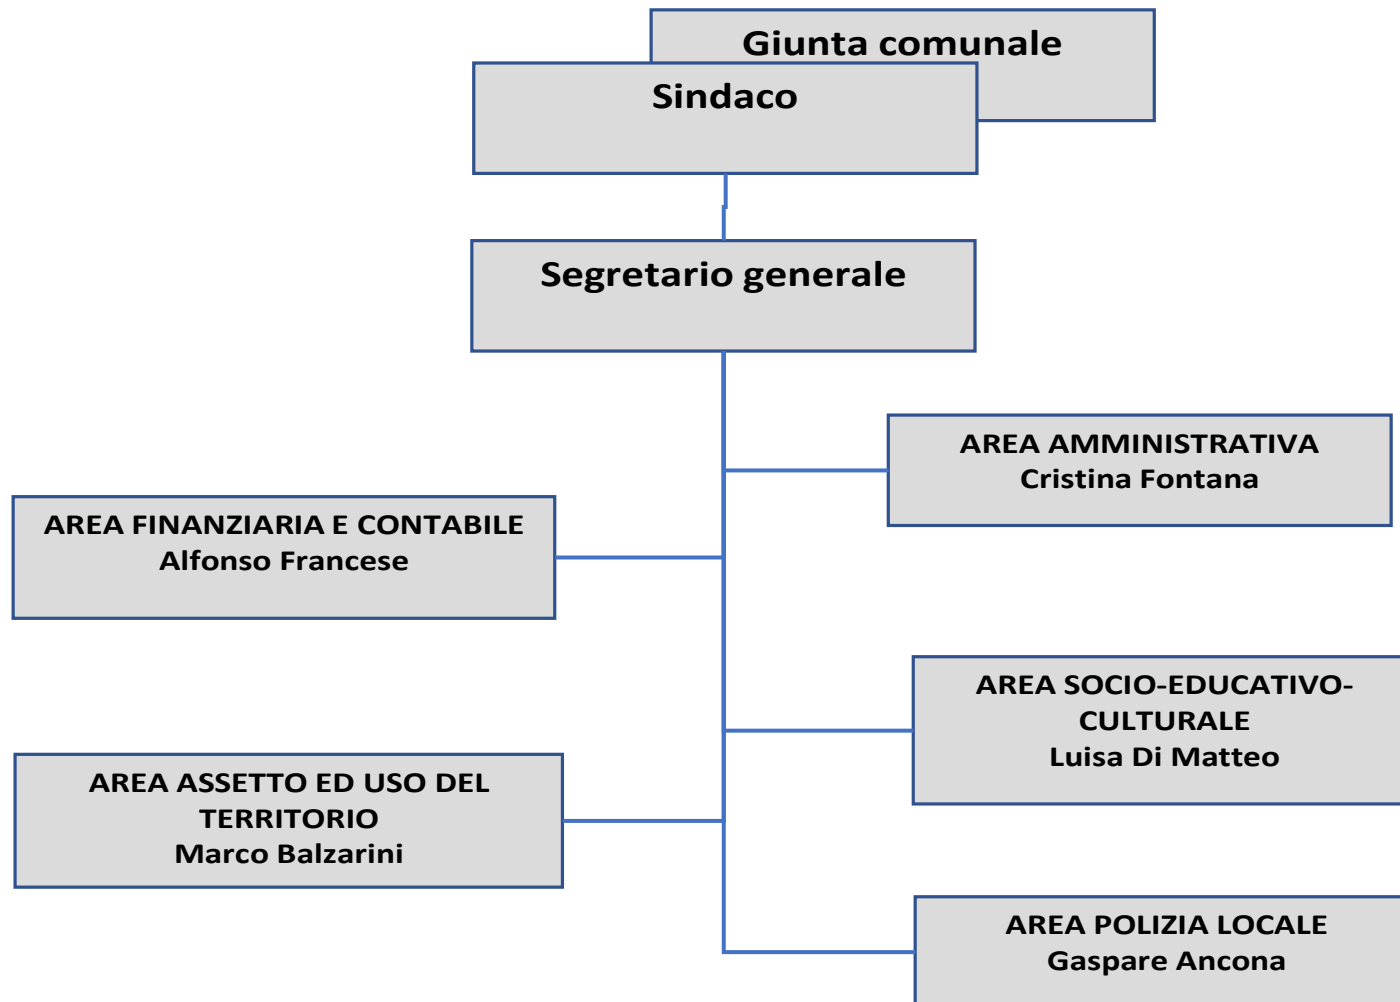 Giunta comunale
Sindaco
Segretario generale
AREA AMMINISTRATIVA
Cristina Fontana
AREA FINANZIARIA E CONTABILE
Alfonso Francese
AREA SOCIO-EDUCATIVO-
CULTURALE
Luisa Di Matteo
AREA ASSETTO ED USO DEL
TERRITORIO
Marco Balzarini
AREA POLIZIA LOCALE
Gaspare Ancona